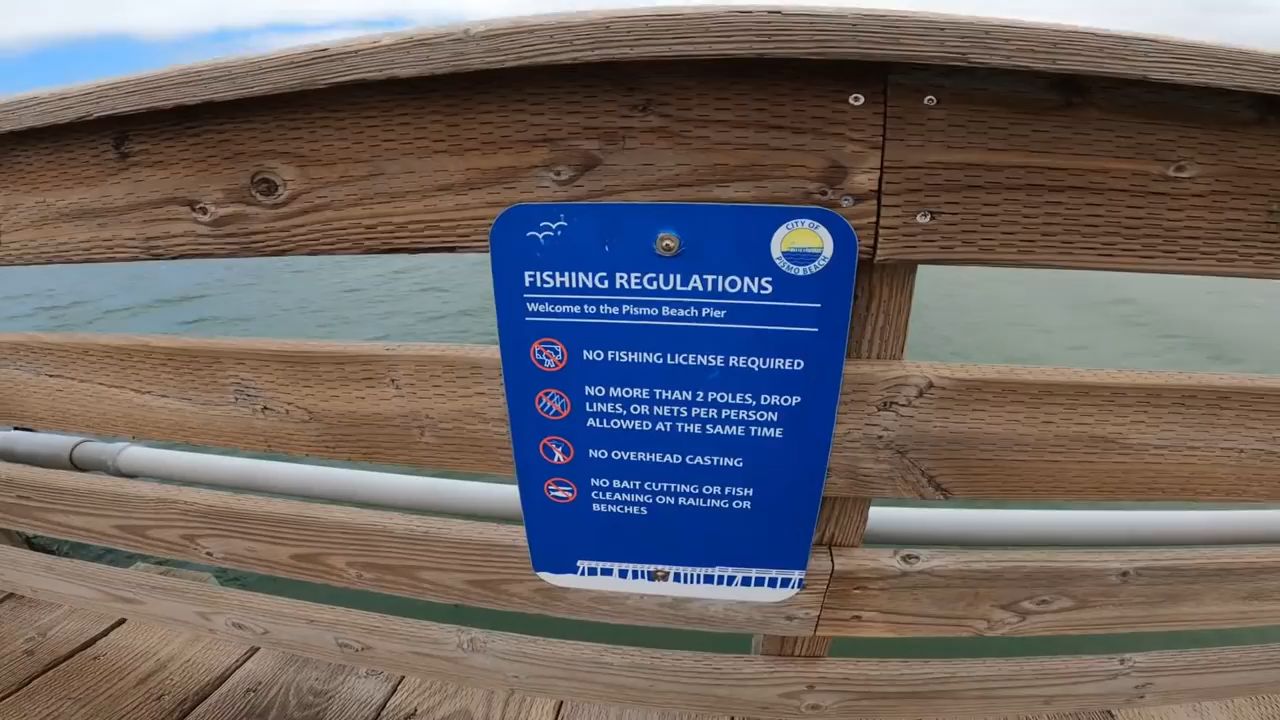 CITY OF
PISMO BEACH
FISHING REGULATIONS
Welcome to the Pismo Beach Pier
NO FISHING LICENSE REQUIRED
NO MORE THAN 2 POLES, DROP
LINES, OR NETS PER PERSON
ALLOWED AT THE SAME TIME
NO OVERHEAD CASTING
NO BAIT CUTTING OR FISH
CLEANING ON RAILING OR
BENCHES